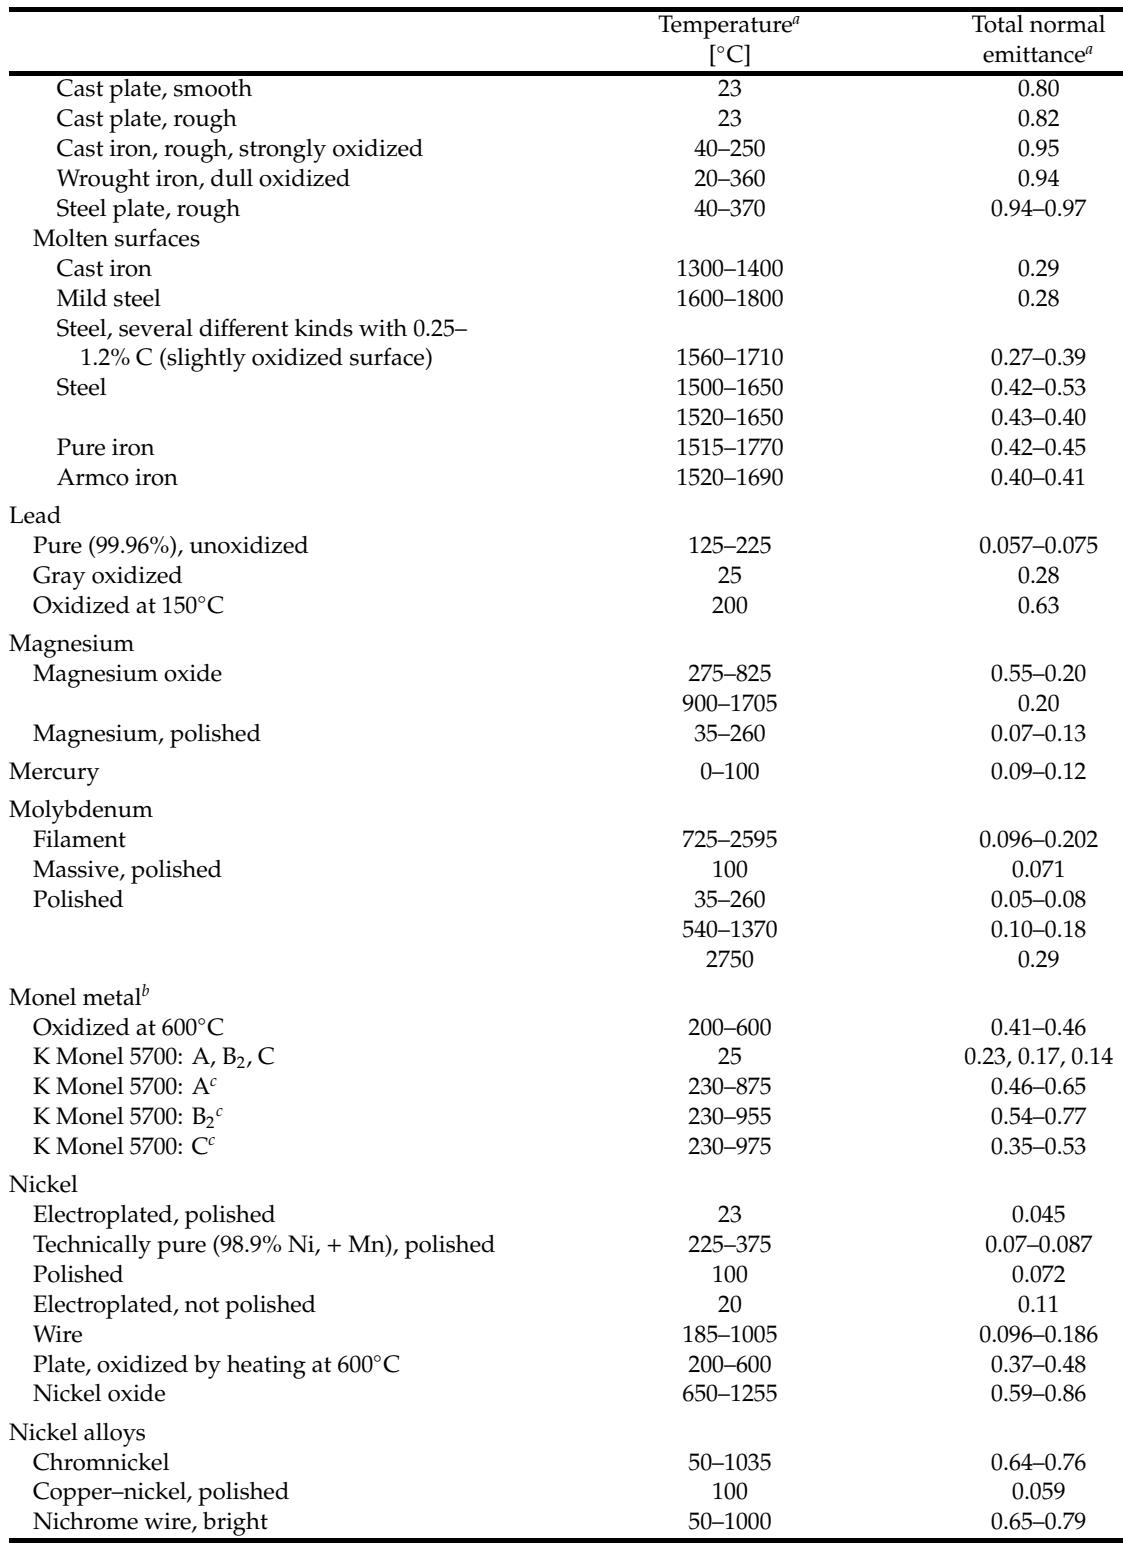 Temperatureᵃ Total normal
[°C] emittanceᵃ
Cast plate, smooth 23 0.80
Cast plate, rough 23 0.82
Cast iron, rough, strongly oxidized 40–250 0.95
Wrought iron, dull oxidized 20–360 0.94
Steel plate, rough 40–370 0.94–0.97
Molten surfaces
Cast iron 1300–1400 0.29
Mild steel 1600–1800 0.28
Steel, several different kinds with 0.25–
1.2% C (slightly oxidized surface) 1560–1710 0.27–0.39
Steel 1500–1650 0.42–0.53
1520–1650 0.43–0.40
Pure iron 1515–1770 0.42–0.45
Armco iron 1520–1690 0.40–0.41
Lead
Pure (99.96%), unoxidized 125–225 0.057–0.075
Gray oxidized 25 0.28
Oxidized at 150°C 200 0.63
Magnesium
Magnesium oxide 275–825 0.55–0.20
900–1705 0.20
Magnesium, polished 35–260 0.07–0.13
Mercury 0–100 0.09–0.12
Molybdenum
Filament 725–2595 0.096–0.202
Massive, polished 100 0.071
Polished 35–260 0.05–0.08
540–1370 0.10–0.18
2750 0.29
Monel metalᵇ
Oxidized at 600°C 200–600 0.41–0.46
K Monel 5700: A, B₂, C 25 0.23, 0.17, 0.14
K Monel 5700: Aᶜ 230–875 0.46–0.65
K Monel 5700: B₂ᶜ 230–955 0.54–0.77
K Monel 5700: Cᶜ 230–975 0.35–0.53
Nickel
Electroplated, polished 23 0.045
Technically pure (98.9% Ni, + Mn), polished 225–375 0.07–0.087
Polished 100 0.072
Electroplated, not polished 20 0.11
Wire 185–1005 0.096–0.186
Plate, oxidized by heating at 600°C 200–600 0.37–0.48
Nickel oxide 650–1255 0.59–0.86
Nickel alloys
Chromnickel 50–1035 0.64–0.76
Copper–nickel, polished 100 0.059
Nichrome wire, bright 50–1000 0.65–0.79